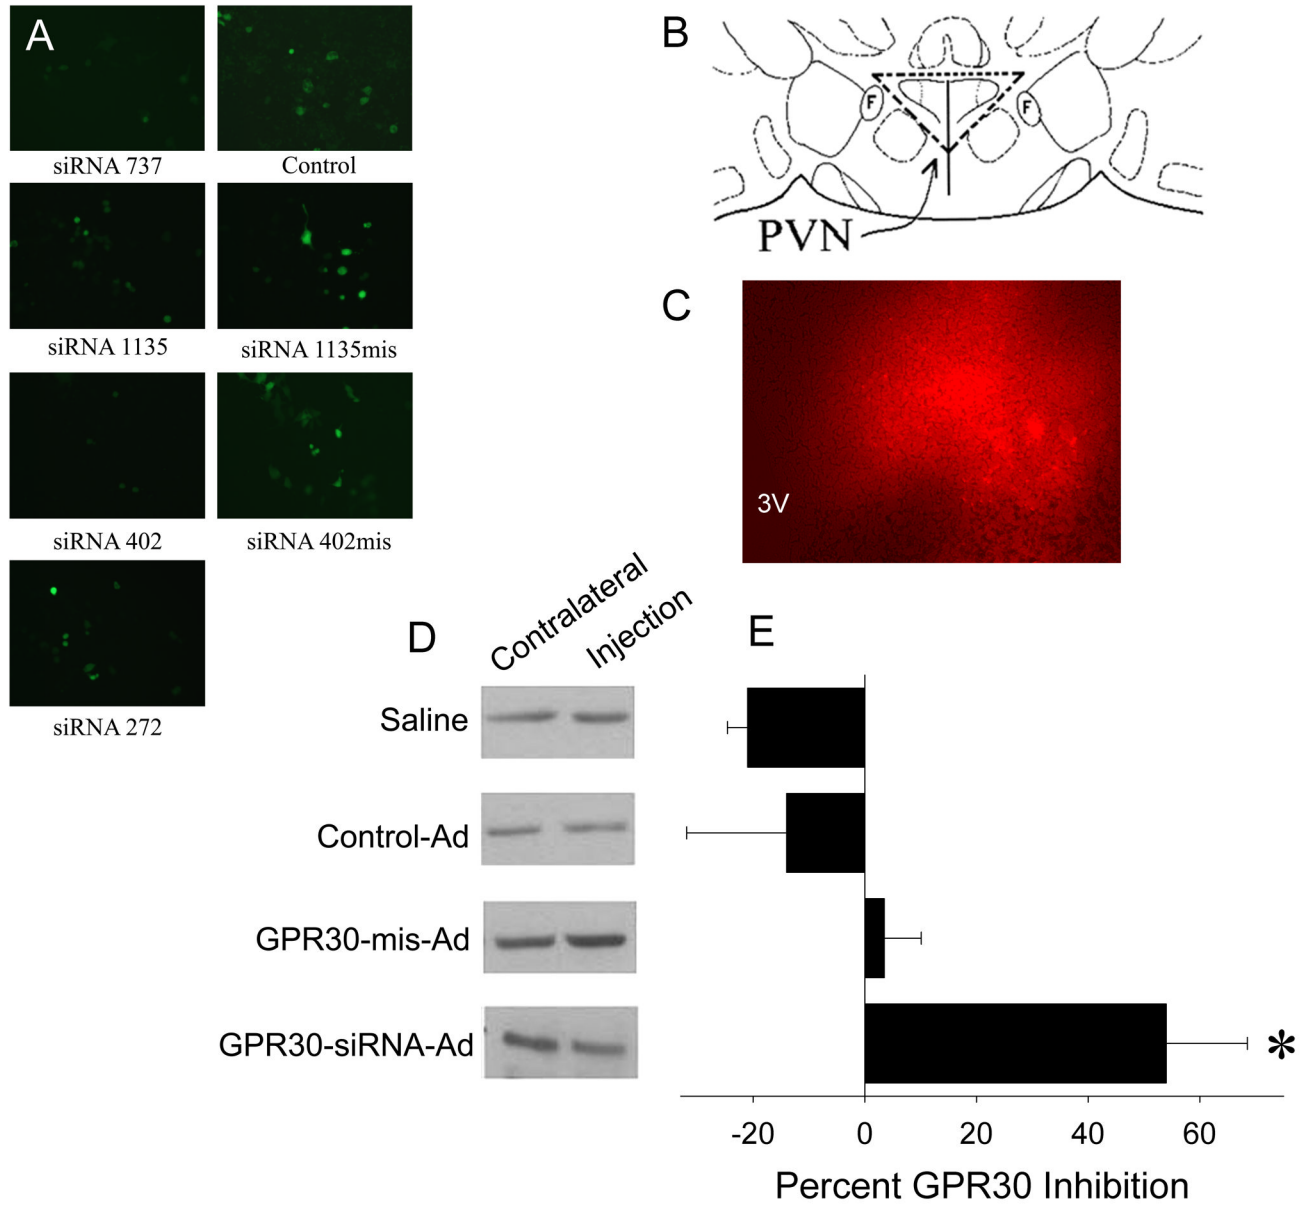 A
siRNA 737
Control
siRNA 1135
siRNA 1135mis
siRNA 402
siRNA 402mis
siRNA 272
B
F
F
PVN
C
3V
D
Contralateral
Injection
Saline
Control-Ad
GPR30-mis-Ad
GPR30-siRNA-Ad
E
*
-20 0 20 40 60
Percent GPR30 Inhibition